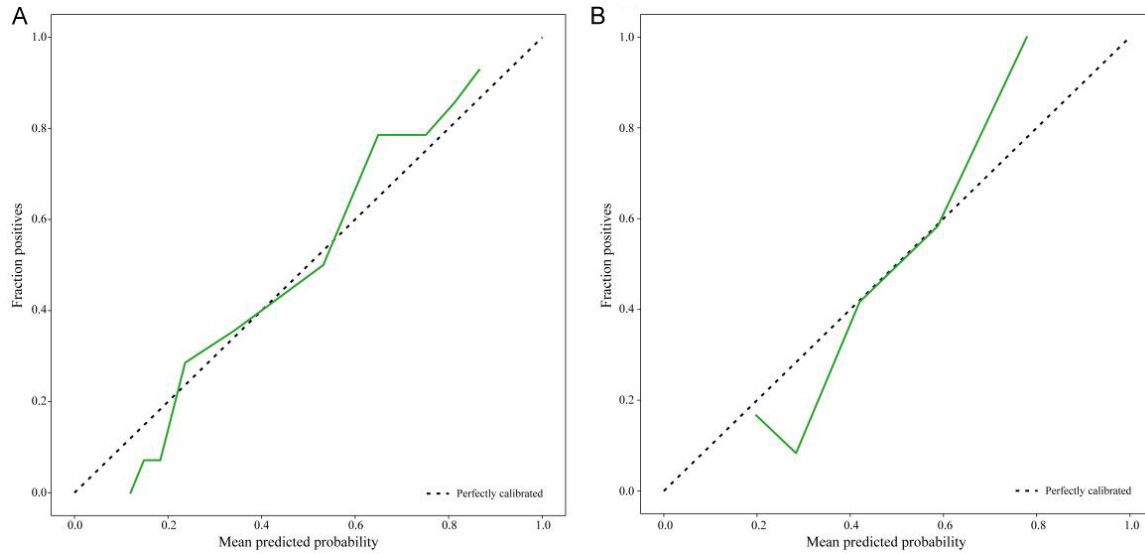 A
1.0
0.8
0.6
0.4
0.2
0.0
Fraction positives
0.0 0.2 0.4 0.6 0.8 1.0
Mean predicted probability
Perfectly calibrated
B
1.0
0.8
0.6
0.4
0.2
0.0
Fraction positives
0.0 0.2 0.4 0.6 0.8 1.0
Mean predicted probability
Perfectly calibrated